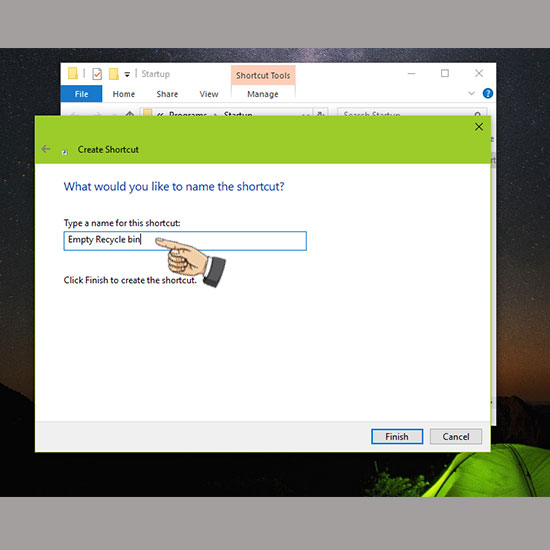 Startup
Shortcut Tools
File Home Share View Manage
« Programs Startup Search Startup
Create Shortcut
What would you like to name the shortcut?
Type a name for this shortcut:
Empty Recycle bin
Click Finish to create the shortcut.
Finish Cancel